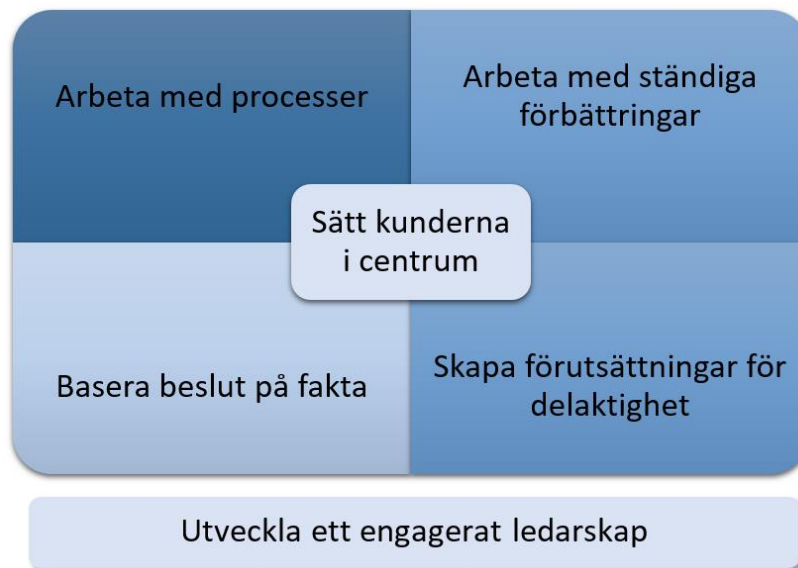 Arbeta med processer
Arbeta med ständiga
förbättringar
Sätt kunderna
i centrum
Basera beslut på fakta
Skapa förutsättningar för
delaktighet
Utveckla ett engagerat ledarskap